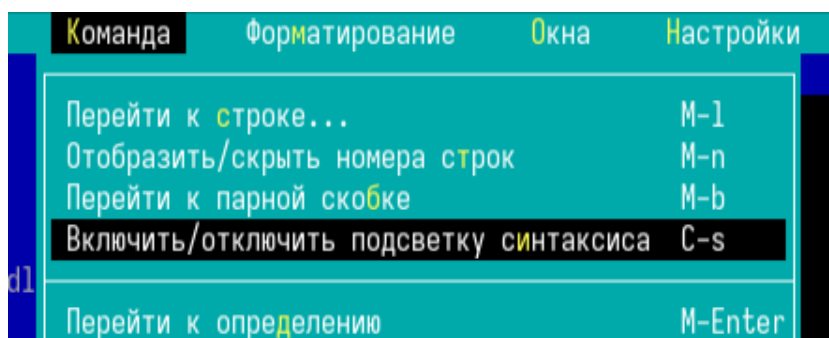 Команда Форматирование Окна Настройки
Перейти к строке... M-l
Отобразить/скрыть номера строк M-n
Перейти к парной скобке M-b
Включить/отключить подсветку синтаксиса C-s
dl
Перейти к определению M-Enter